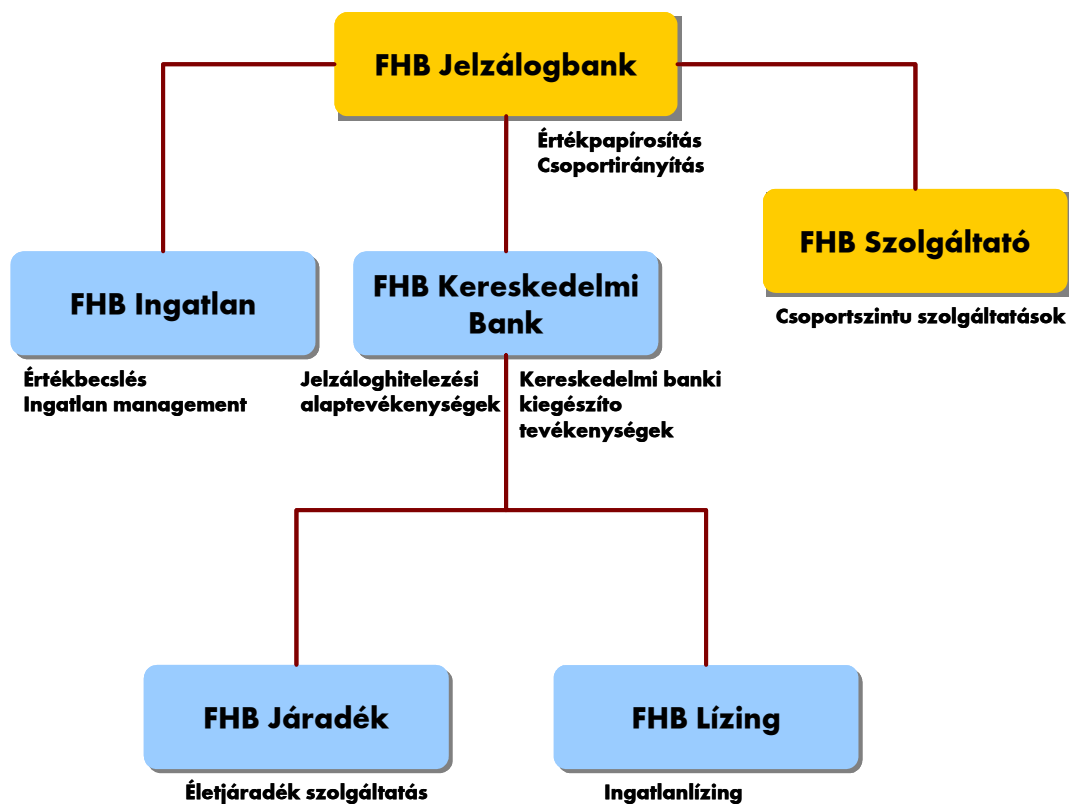 FHB Jelzálogbank
Értékpapírosítás
Csoportirányítás
FHB Szolgáltató
Csoportszintu szolgáltatások
FHB Ingatlan
Értékbecslés
Ingatlan management
FHB Kereskedelmi
Bank
Jelzáloghitelezési
alaptevékenységek
Kereskedelmi banki
kiegészíto
tevékenységek
FHB Járadék
Életjáradék szolgáltatás
FHB Lízing
Ingatlanlízing